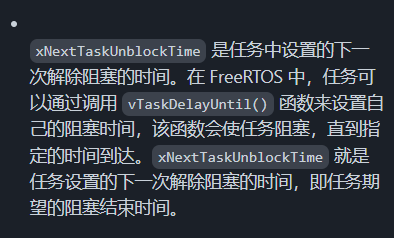 xNextTaskUnblockTime 是任务中设置的下一
次解除阻塞的时间。在 FreeRTOS 中，任务可
以通过调用 vTaskDelayUntil() 函数来设置自
己的阻塞时间，该函数会使任务阻塞，直到指
定的时间到达。xNextTaskUnblockTime 就是
任务设置的下一次解除阻塞的时间，即任务期
望的阻塞结束时间。